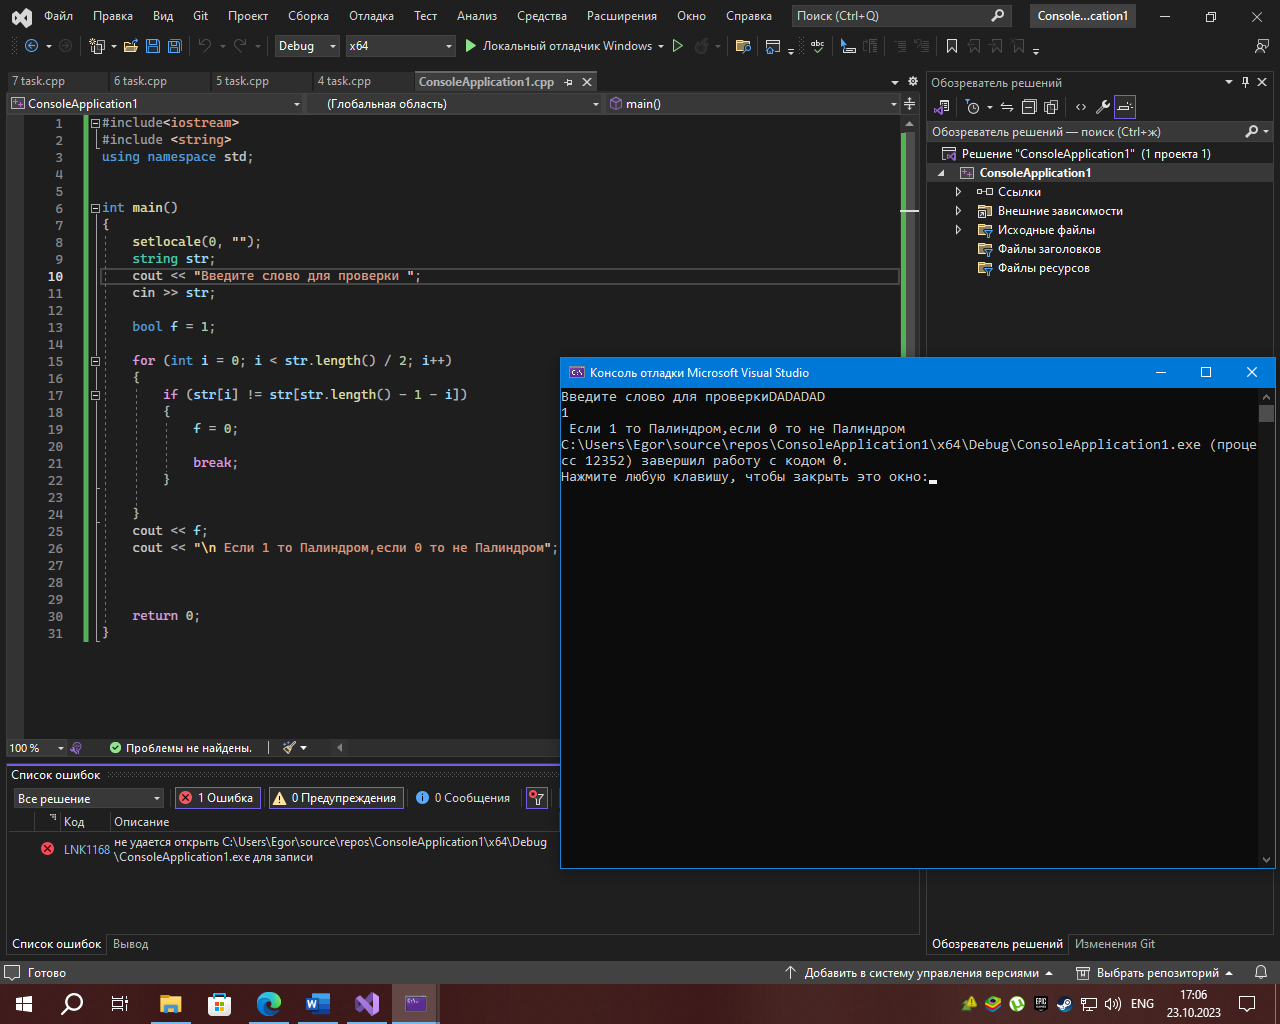 Файл Правка Вид Git Проект Сборка Отладка Тест Анализ Средства Расширения Окно Справка Поиск (Ctrl+Q) Console...cation1
Debug x64 Локальный отладчик Windows
7 task.cpp 6 task.cpp 5 task.cpp 4 task.cpp ConsoleApplication1.cpp
ConsoleApplication1 (Глобальная область) main()
1 #include<iostream>
2 #include <string>
3 using namespace std;
4
5
6 int main()
7 {
8 setlocale(0, "");
9 string str;
10 cout << "Введите слово для проверки ";
11 cin >> str;
12
13 bool f = 1;
14
15 for (int i = 0; i < str.length() / 2; i++)
16 {
17 if (str[i] != str[str.length() - 1 - i])
18 {
19 f = 0;
20
21 break;
22 }
23
24 }
25 cout << f;
26 cout << "\n Если 1 то Палиндром,если 0 то не Палиндром";
27
28
29
30 return 0;
31 }
100 % Проблемы не найдены.
Обозреватель решений
Обозреватель решений — поиск (Ctrl+ж)
Решение "ConsoleApplication1" (1 проекта 1)
ConsoleApplication1
Ссылки
Внешние зависимости
Исходные файлы
Файлы заголовков
Файлы ресурсов
Консоль отладки Microsoft Visual Studio
Введите слово для проверкиDADADAD
1
Если 1 то Палиндром,если 0 то не Палиндром
C:\Users\Egor\source\repos\ConsoleApplication1\x64\Debug\ConsoleApplication1.exe (проце
сс 12352) завершил работу с кодом 0.
Нажмите любую клавишу, чтобы закрыть это окно:
Список ошибок
Все решение 1 Ошибка 0 Предупреждения 0 Сообщения
Код Описание
LNK1168 не удается открыть C:\Users\Egor\source\repos\ConsoleApplication1\x64\Debug
\ConsoleApplication1.exe для записи
Список ошибок Вывод
Обозреватель решений Изменения Git
Готово Добавить в систему управления версиями Выбрать репозиторий
ENG 17:06
23.10.2023